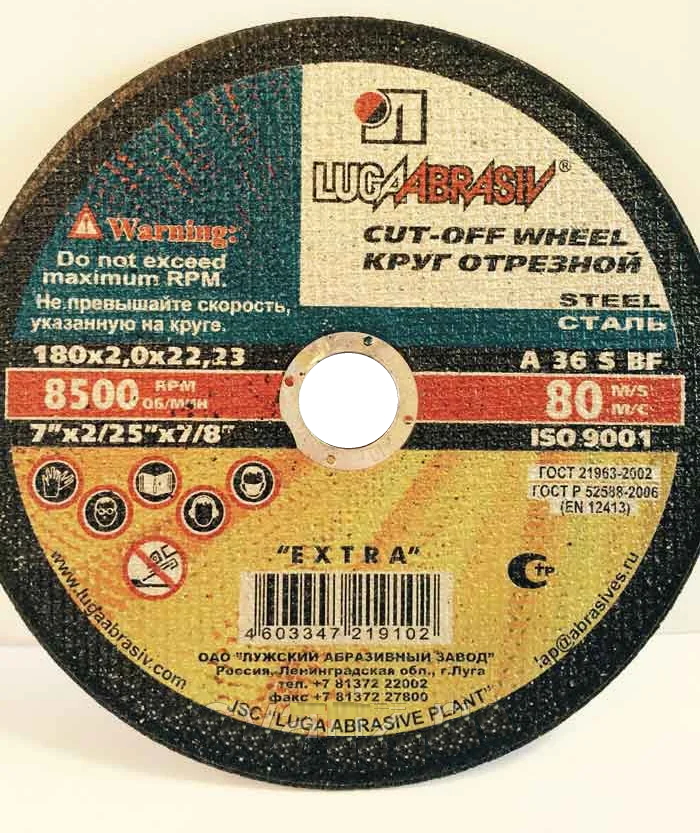 LUGAABRASIV®
CUT-OFF WHEEL
КРУГ ОТРЕЗНОЙ
STEEL
СТАЛЬ
Warning:
Do not exceed
maximum RPM.
Не превышайте скорость,
указанную на круге.
180x2,0x22,23
A 36 S BF
8500 RPM
ОБ/МИН
80 M/S
М/С
7"x2/25"x7/8"
ISO 9001
ГОСТ 21963-2002
ГОСТ Р 52588-2006
(EN 12413)
"EXTRA"
тР
4 603347 219102
www.lugaabrasiv.com
lap@abrasives.ru
ОАО "ЛУЖСКИЙ АБРАЗИВНЫЙ ЗАВОД"
Россия, Ленинградская обл., г.Луга
тел. +7 81372 22002
факс +7 81372 27800
JSC "LUGA ABRASIVE PLANT"